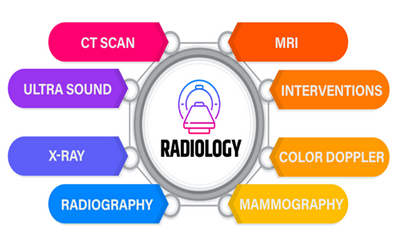 CT SCAN
MRI
ULTRA SOUND
INTERVENTIONS
RADIOLOGY
X-RAY
COLOR DOPPLER
RADIOGRAPHY
MAMMOGRAPHY